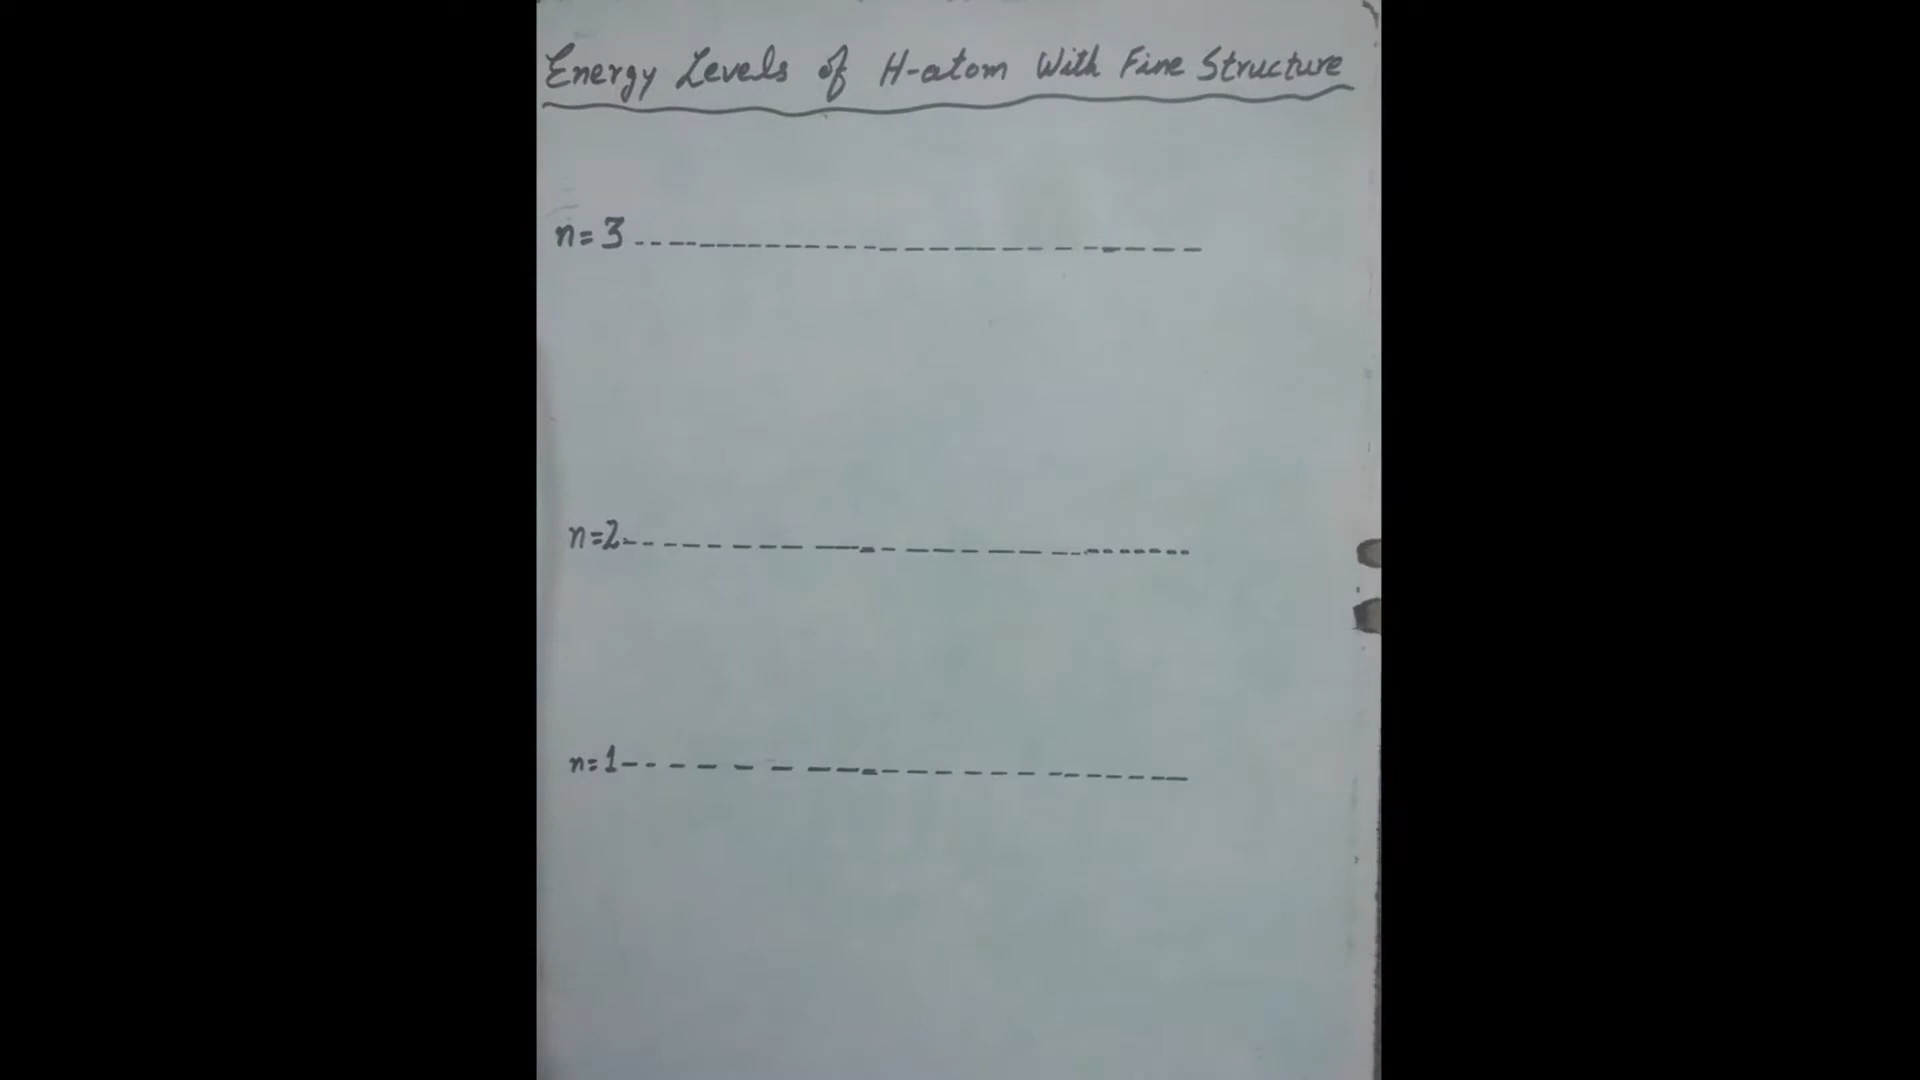 Energy Levels of H-atom With Fine Structure
n=3
n=2
n=1